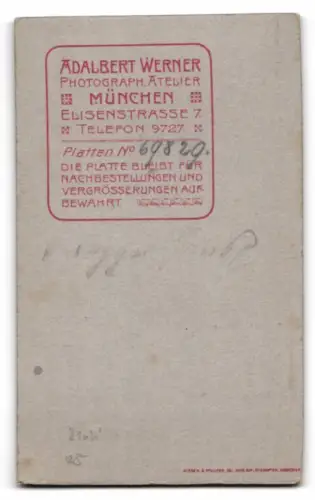 ADALBERT WERNER
PHOTOGRAPH. ATELIER
MÜNCHEN
ELISENSTRASSE 7
TELEFON 9727
Platten No 69829.
DIE PLATTE BLEIBT FÜR
NACHBESTELLUNGEN UND
VERGRÖSSERUNGEN AUF
BEWAHRT